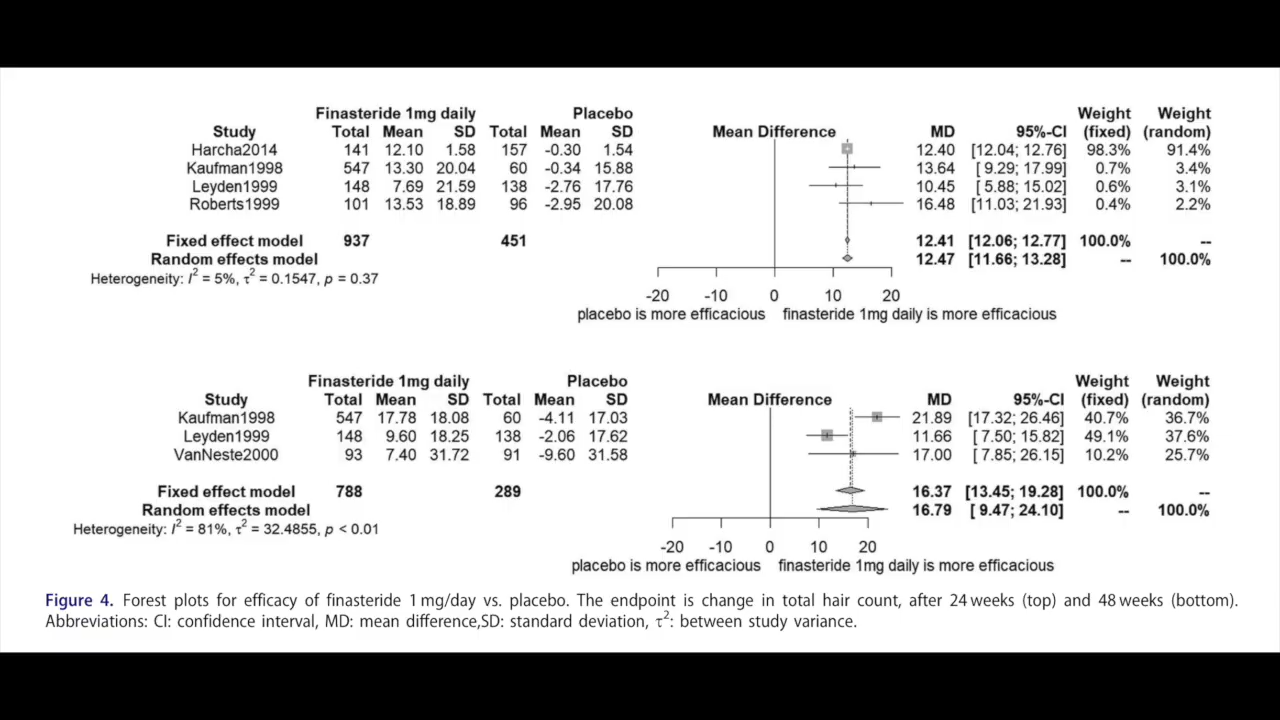 Finasteride 1mg daily Placebo Weight Weight
Study Total Mean SD Total Mean SD Mean Difference MD 95%-CI (fixed) (random)
Harcha2014 141 12.10 1.58 157 -0.30 1.54 12.40 [12.04; 12.76] 98.3% 91.4%
Kaufman1998 547 13.30 20.04 60 -0.34 15.88 13.64 [ 9.29; 17.99] 0.7% 3.4%
Leyden1999 148 7.69 21.59 138 -2.76 17.76 10.45 [ 5.88; 15.02] 0.6% 3.1%
Roberts1999 101 13.53 18.89 96 -2.95 20.08 16.48 [11.03; 21.93] 0.4% 2.2%
Fixed effect model 937 451 12.41 [12.06; 12.77] 100.0% --
Random effects model 12.47 [11.66; 13.28] -- 100.0%
Heterogeneity: I² = 5%, τ² = 0.1547, p = 0.37
-20 -10 0 10 20
placebo is more efficacious finasteride 1mg daily is more efficacious
Finasteride 1mg daily Placebo Weight Weight
Study Total Mean SD Total Mean SD Mean Difference MD 95%-CI (fixed) (random)
Kaufman1998 547 17.78 18.08 60 -4.11 17.03 21.89 [17.32; 26.46] 40.7% 36.7%
Leyden1999 148 9.60 18.25 138 -2.06 17.62 11.66 [ 7.50; 15.82] 49.1% 37.6%
VanNeste2000 93 7.40 31.72 91 -9.60 31.58 17.00 [ 7.85; 26.15] 10.2% 25.7%
Fixed effect model 788 289 16.37 [13.45; 19.28] 100.0% --
Random effects model 16.79 [ 9.47; 24.10] -- 100.0%
Heterogeneity: I² = 81%, τ² = 32.4855, p < 0.01
-20 -10 0 10 20
placebo is more efficacious finasteride 1mg daily is more efficacious
Figure 4. Forest plots for efficacy of finasteride 1 mg/day vs. placebo. The endpoint is change in total hair count, after 24 weeks (top) and 48 weeks (bottom).
Abbreviations: CI: confidence interval, MD: mean difference,SD: standard deviation, τ²: between study variance.